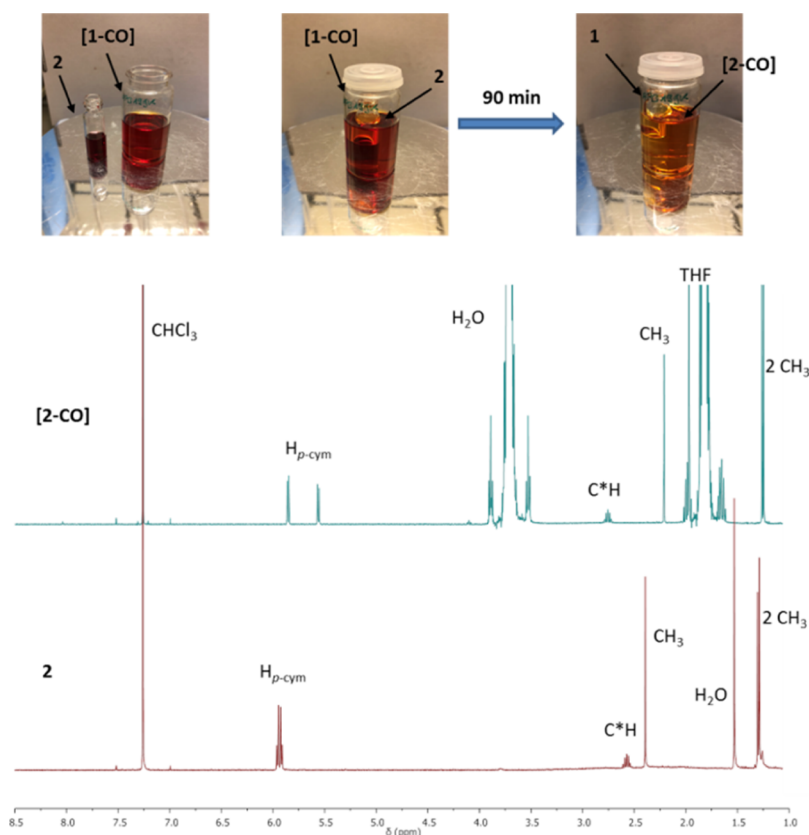 [1-CO]
2
[1-CO]
2
90 min
1
[2-CO]
THF
CHCl₃
H₂O
CH₃
2 CH₃
[2-CO]
Hₚ₋cym
C*H
2 CH₃
CH₃
2
Hₚ₋cym
H₂O
C*H
8.5 8.0 7.5 7.0 6.5 6.0 5.5 5.0 4.5 4.0 3.5 3.0 2.5 2.0 1.5 1.0
δ (ppm)